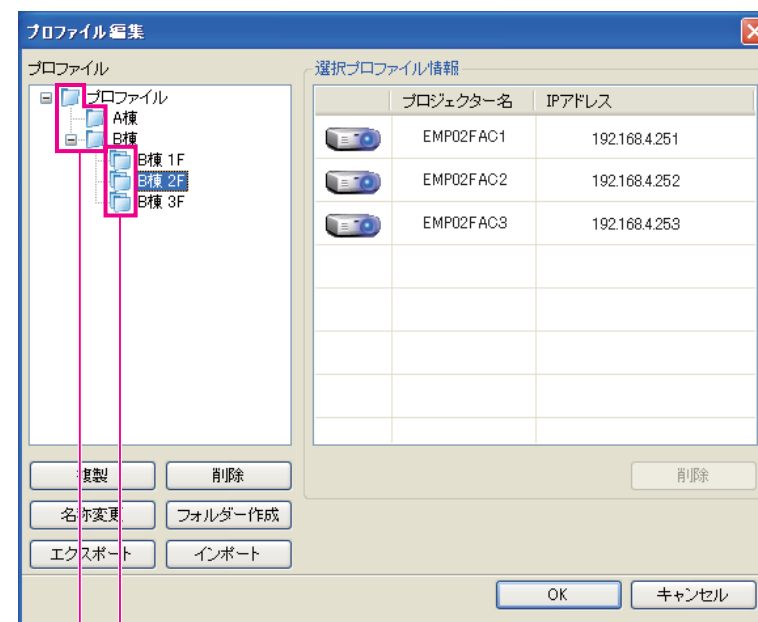 プロファイル編集
プロファイル
プロファイル
A棟
B棟
B棟 1F
B棟 2F
B棟 3F
複製
削除
名称変更
フォルダー作成
エクスポート
インポート
選択プロファイル情報
プロジェクター名 IPアドレス
EMP02FAC1 192.168.4.251
EMP02FAC2 192.168.4.252
EMP02FAC3 192.168.4.253
削除
OK
キャンセル